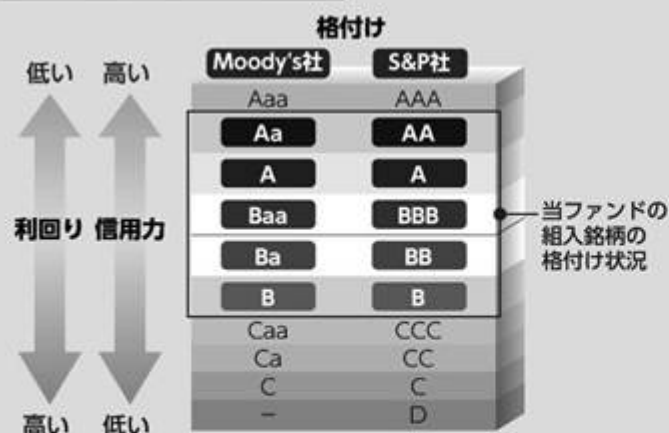 格付け
低い 高い Moody's社 S&P社
Aaa AAA
Aa AA
A A
利回り 信用力 Baa BBB
Ba BB
B B
当ファンドの
組入銘柄の
格付け状況
Caa CCC
Ca CC
C C
高い 低い – D